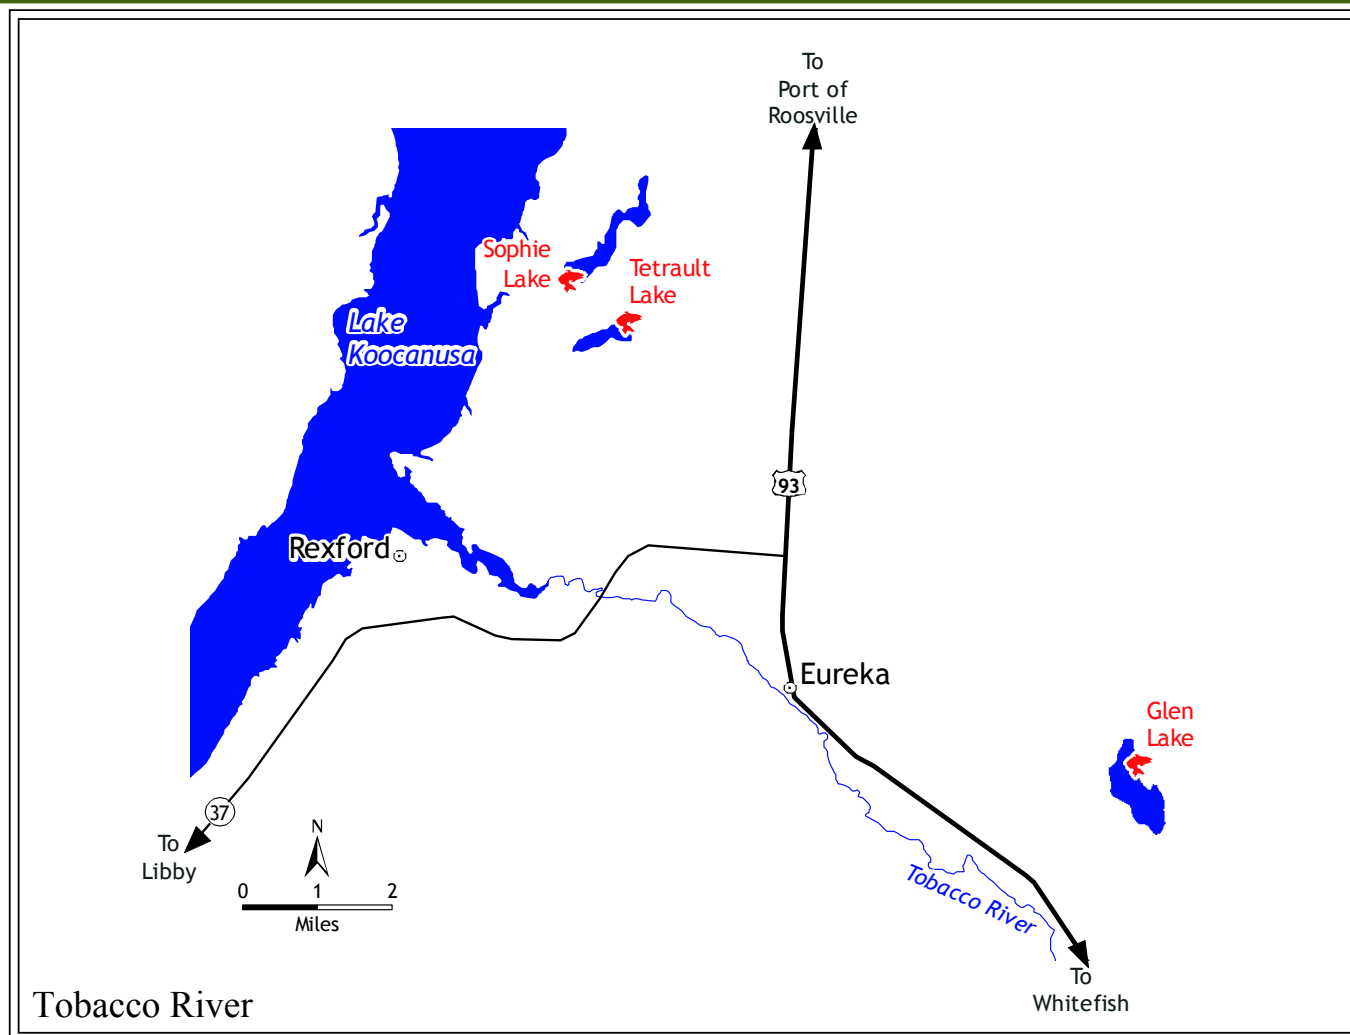 To
Port of
Roosville
Sophie
Lake
Tetrault
Lake
Lake
Koocanusa
93
Rexford
Eureka
Glen
Lake
37
To
Libby
N
0 1 2
Miles
Tobacco River
To
Whitefish
Tobacco River